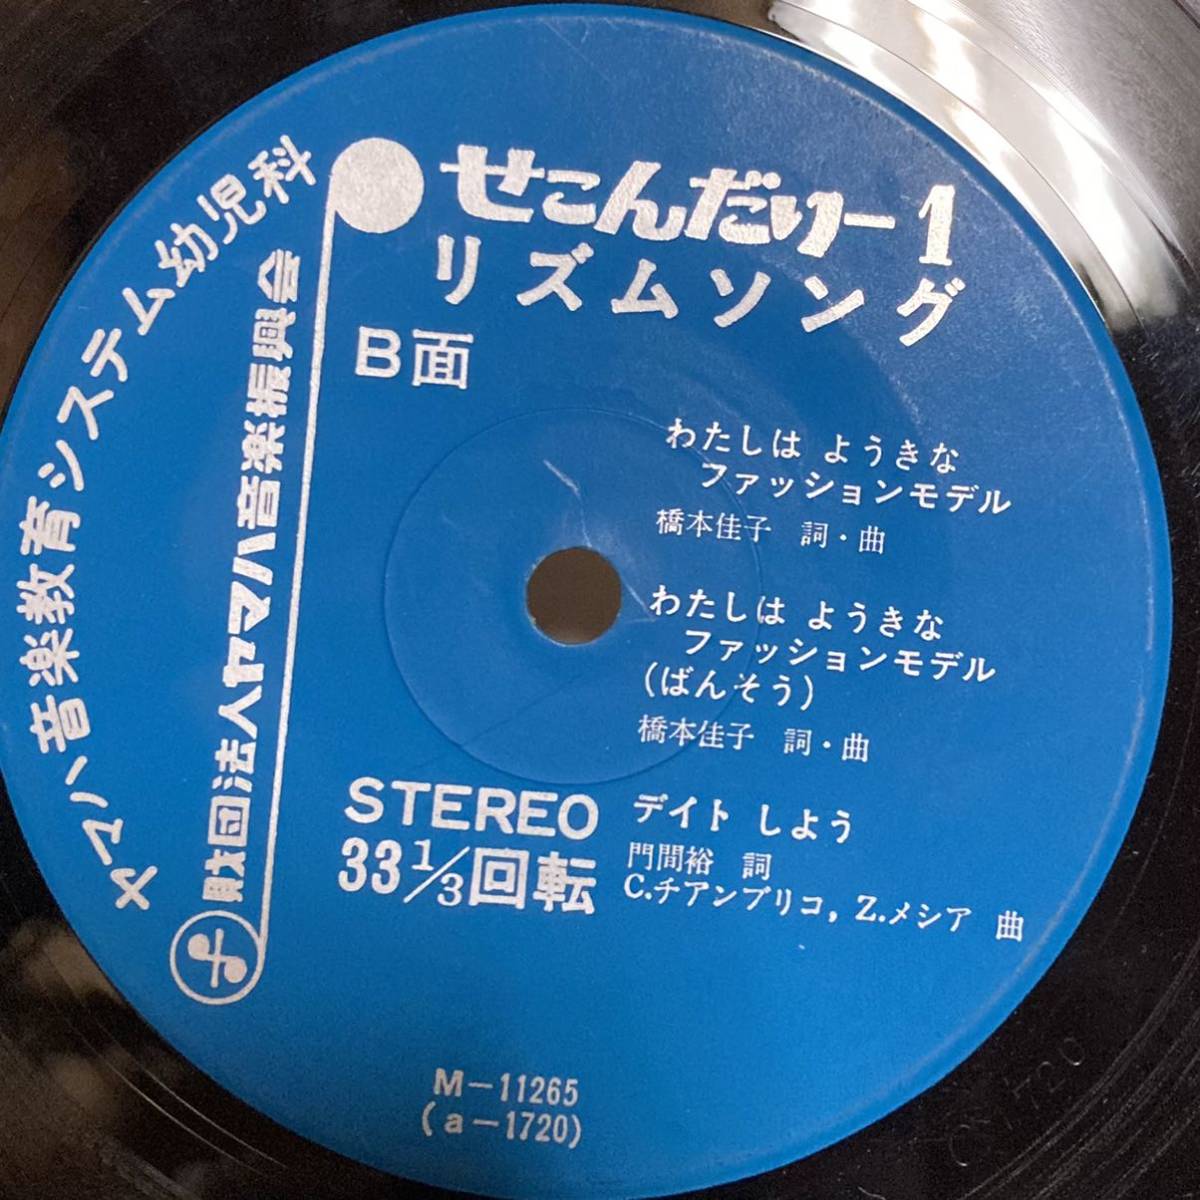 ヤマハ音楽教育システム幼児科
財団法人ヤマハ音楽振興会
せこんだりー1
リズムソング
B面
わたしは ようきな
ファッションモデル
橋本佳子 詞・曲
わたしは ようきな
ファッションモデル
(ばんそう)
橋本佳子 詞・曲
STEREO
33⅓回転
デイト しよう
門間裕 詞
C.チアンブリコ, Z.メシア 曲
M-11265
(a-1720)